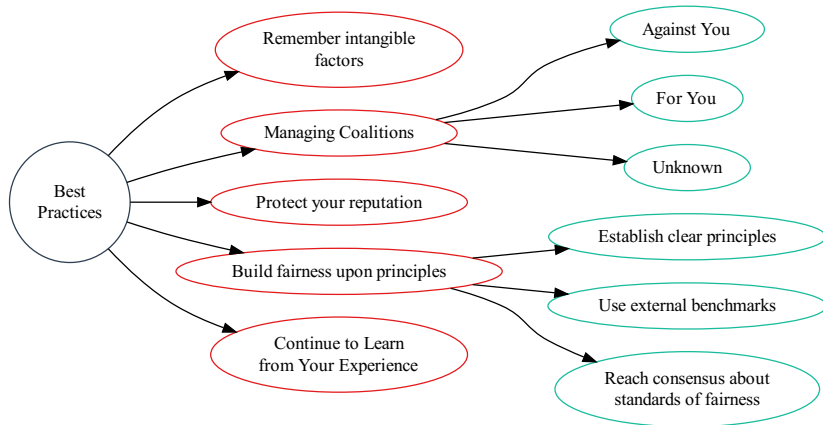 Best
Practices
Remember intangible
factors
Managing Coalitions
Against You
For You
Unknown
Protect your reputation
Build fairness upon principles
Establish clear principles
Use external benchmarks
Reach consensus about
standards of fairness
Continue to Learn
from Your Experience